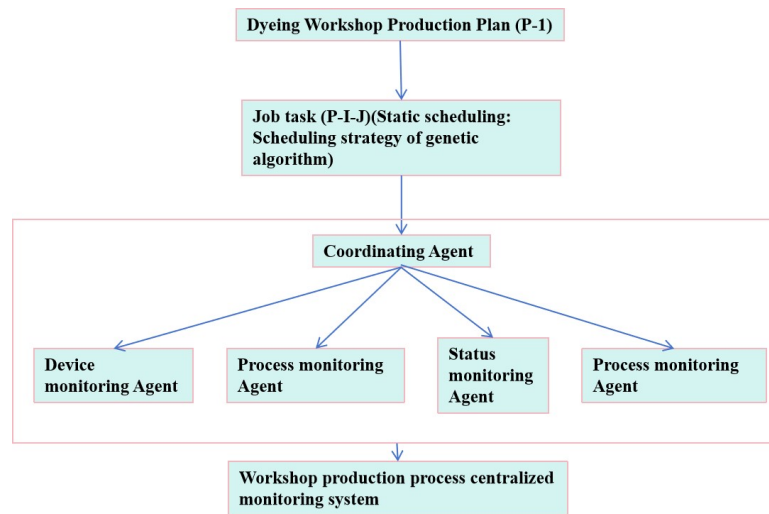 Dyeing Workshop Production Plan (P-1)
Job task (P-I-J)(Static scheduling:
Scheduling strategy of genetic
algorithm)
Coordinating Agent
Device
monitoring Agent
Process monitoring
Agent
Status
monitoring
Agent
Process monitoring
Agent
Workshop production process centralized
monitoring system